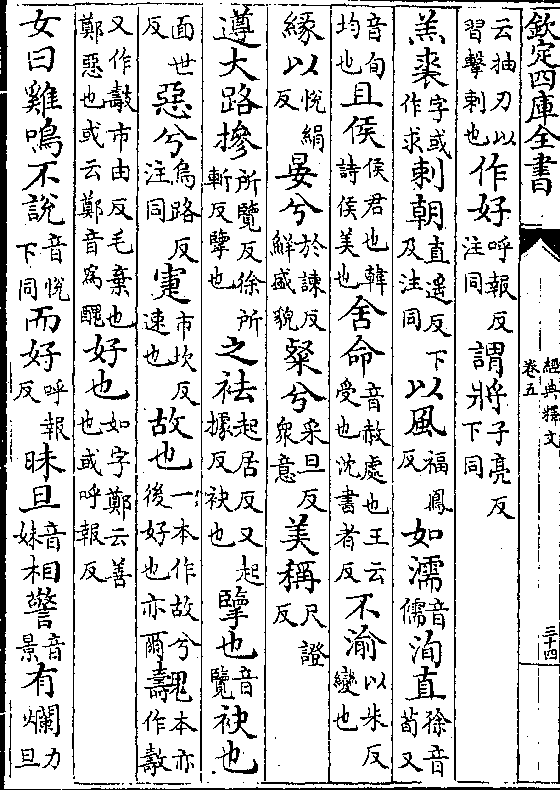 欽定四庫全書
經典釋文
卷五
三十四
云抽刀以習擊刺也作好呼報反注同謂將子亮反下同
羔裘字或作求刺朝直遥反下及注同以風福鳳反如濡音儒洵直徐音荀又
音旬均也且侯侯君也韓詩侯美也舍命音赦處也王云受也沈書者反不渝以朱反變也
緣以悅絹反晏兮於諫反鮮盛貌粲兮采旦反衆意美稱尺證反
遵大路摻所覽反徐所斬反擥也之袪起居反又起據反袂也擥也音覽袂也
面世反惡兮烏路反注同寁市坎反速也故也一本作故兮後好也亦爾𩴪本亦作𣀓
又作𣀘市由反毛棄也鄭惡也或云鄭音為醜好也如字鄭云善也或呼報反
女曰雞鳴不說音悅下同而好呼報反昧旦音妹相警音景有爛力旦